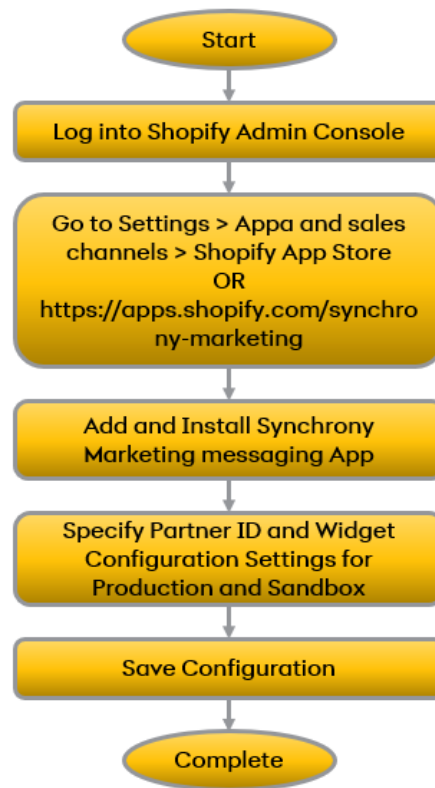 Start
Log into Shopify Admin Console
Go to Settings > Appa and sales
channels > Shopify App Store
OR
https://apps.shopify.com/synchro
ny-marketing
Add and Install Synchrony
Marketing messaging App
Specify Partner ID and Widget
Configuration Settings for
Production and Sandbox
Save Configuration
Complete